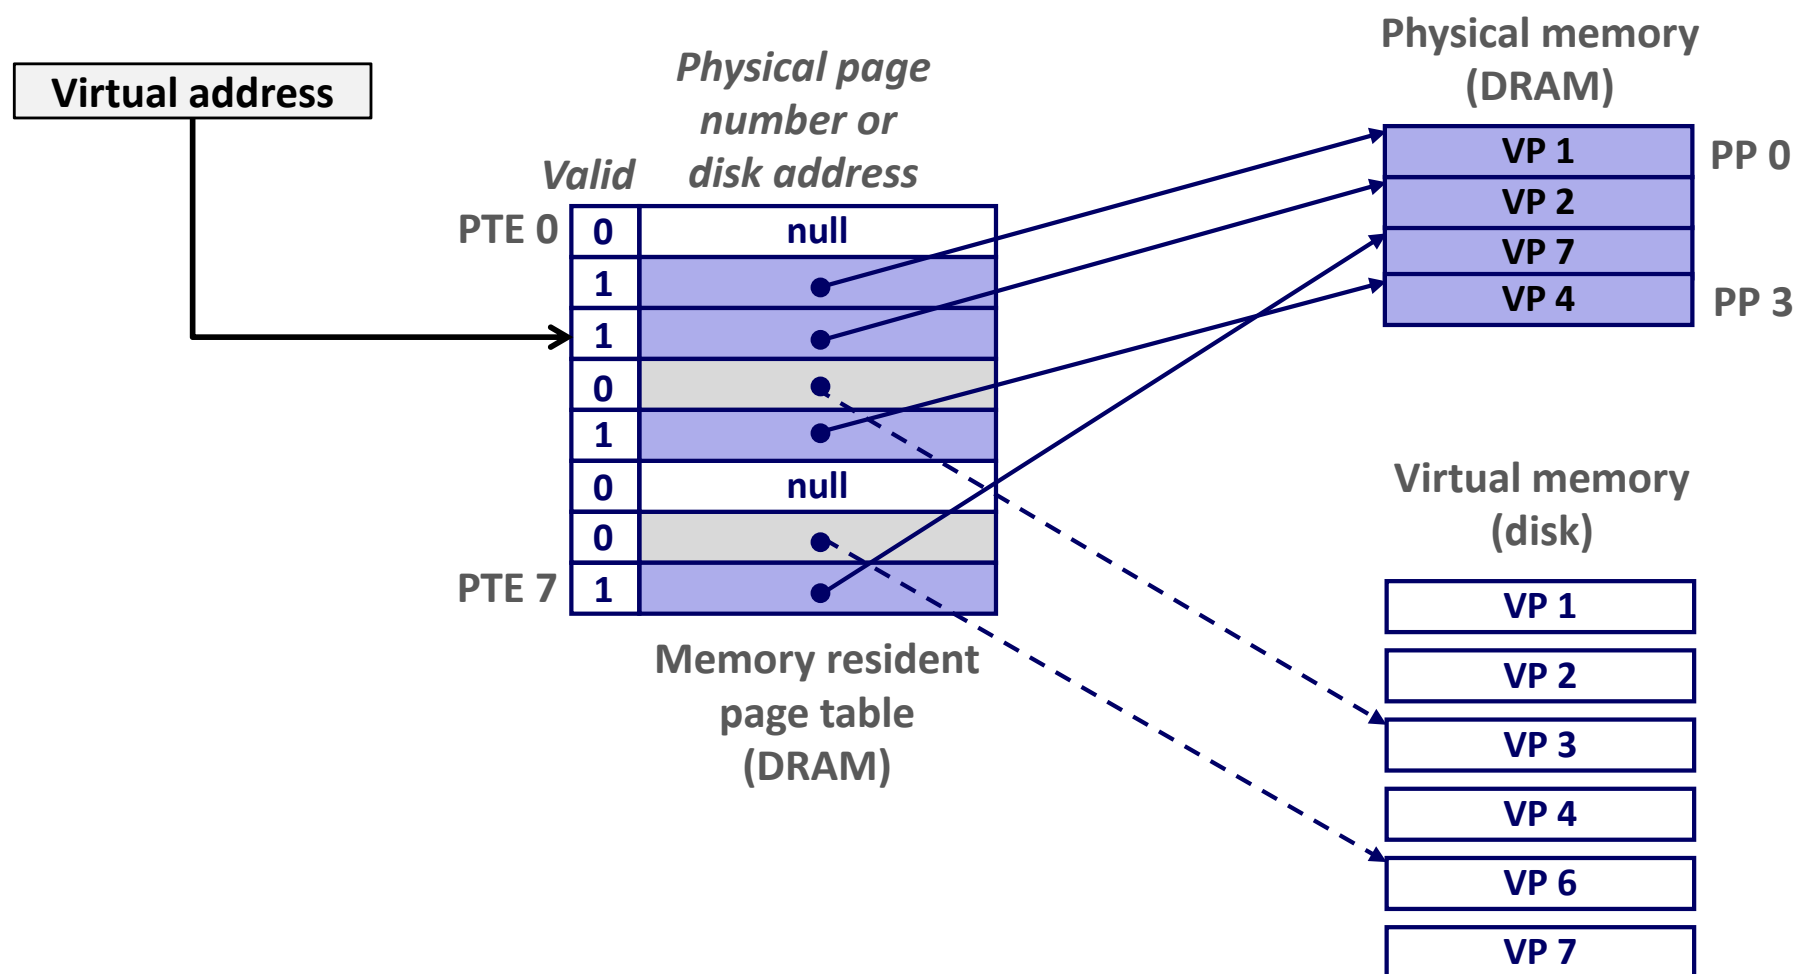 Virtual address
Physical page
number or
disk address
Valid
PTE 0
0
null
1
1
0
1
0
null
0
PTE 7
1
Memory resident
page table
(DRAM)
Physical memory
(DRAM)
VP 1
PP 0
VP 2
VP 7
VP 4
PP 3
Virtual memory
(disk)
VP 1
VP 2
VP 3
VP 4
VP 6
VP 7